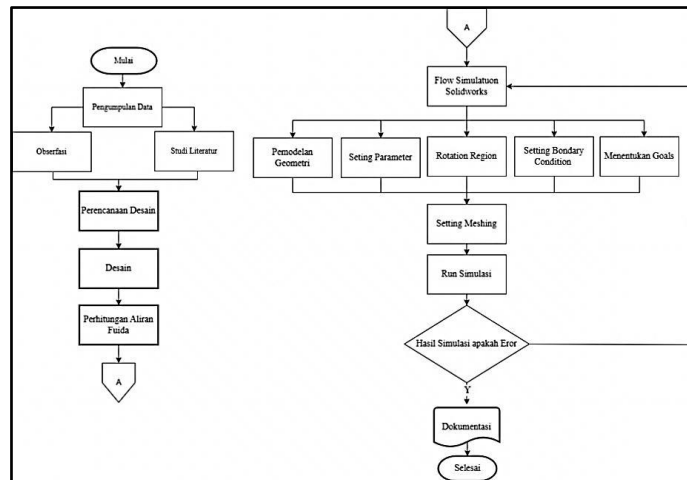 Mulai
Pengumpulan Data
Obserfasi
Studi Literatur
Perencanaan Desain
Desain
Perhitungan Aliran
Fuida
A
A
Flow Simulatuon
Solidworks
Pemodelan
Geometri
Seting Parameter
Rotation Region
Setting Bondary
Condition
Menentukan Goals
Setting Meshing
Run Simulasi
Hasil Simulasi apakah Eror
Y
Dokumentasi
Selesai